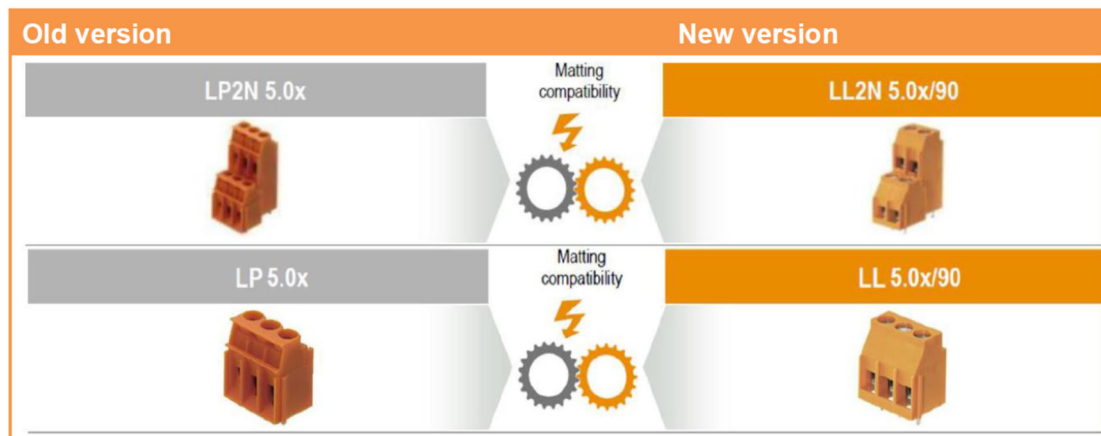 Old version
New version
LP2N 5.0x
Matting
compatibility
LL2N 5.0x/90
LP 5.0x
Matting
compatibility
LL 5.0x/90